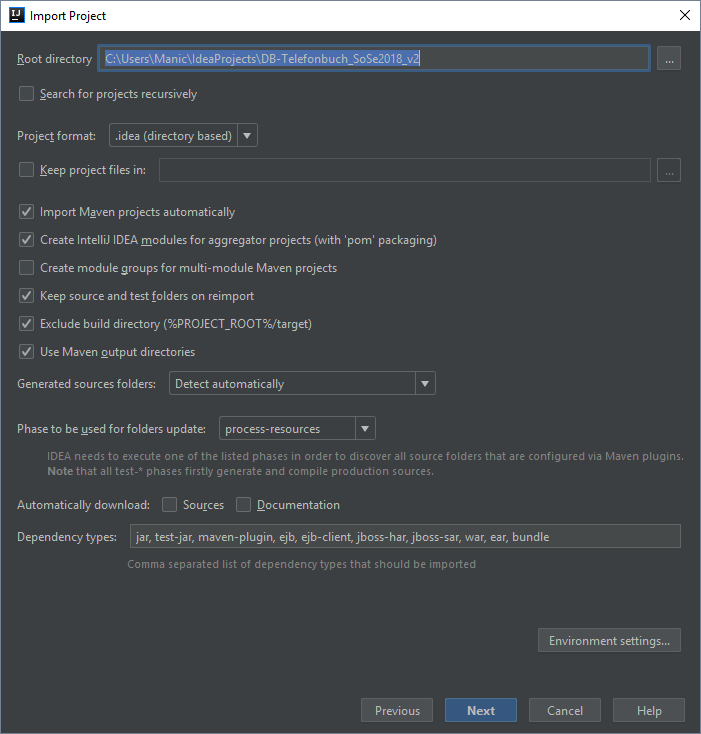 IJ Import Project
Root directory C:\Users\Manic\IdeaProjects\DB-Telefonbuch_SoSe2018_v2 ...
Search for projects recursively
Project format: .idea (directory based)
Keep project files in: ...
Import Maven projects automatically
Create IntelliJ IDEA modules for aggregator projects (with 'pom' packaging)
Create module groups for multi-module Maven projects
Keep source and test folders on reimport
Exclude build directory (%PROJECT_ROOT%/target)
Use Maven output directories
Generated sources folders: Detect automatically
Phase to be used for folders update: process-resources
IDEA needs to execute one of the listed phases in order to discover all source folders that are configured via Maven plugins.
Note that all test-* phases firstly generate and compile production sources.
Automatically download: Sources Documentation
Dependency types: jar, test-jar, maven-plugin, ejb, ejb-client, jboss-har, jboss-sar, war, ear, bundle
Comma separated list of dependency types that should be imported
Environment settings...
Previous Next Cancel Help